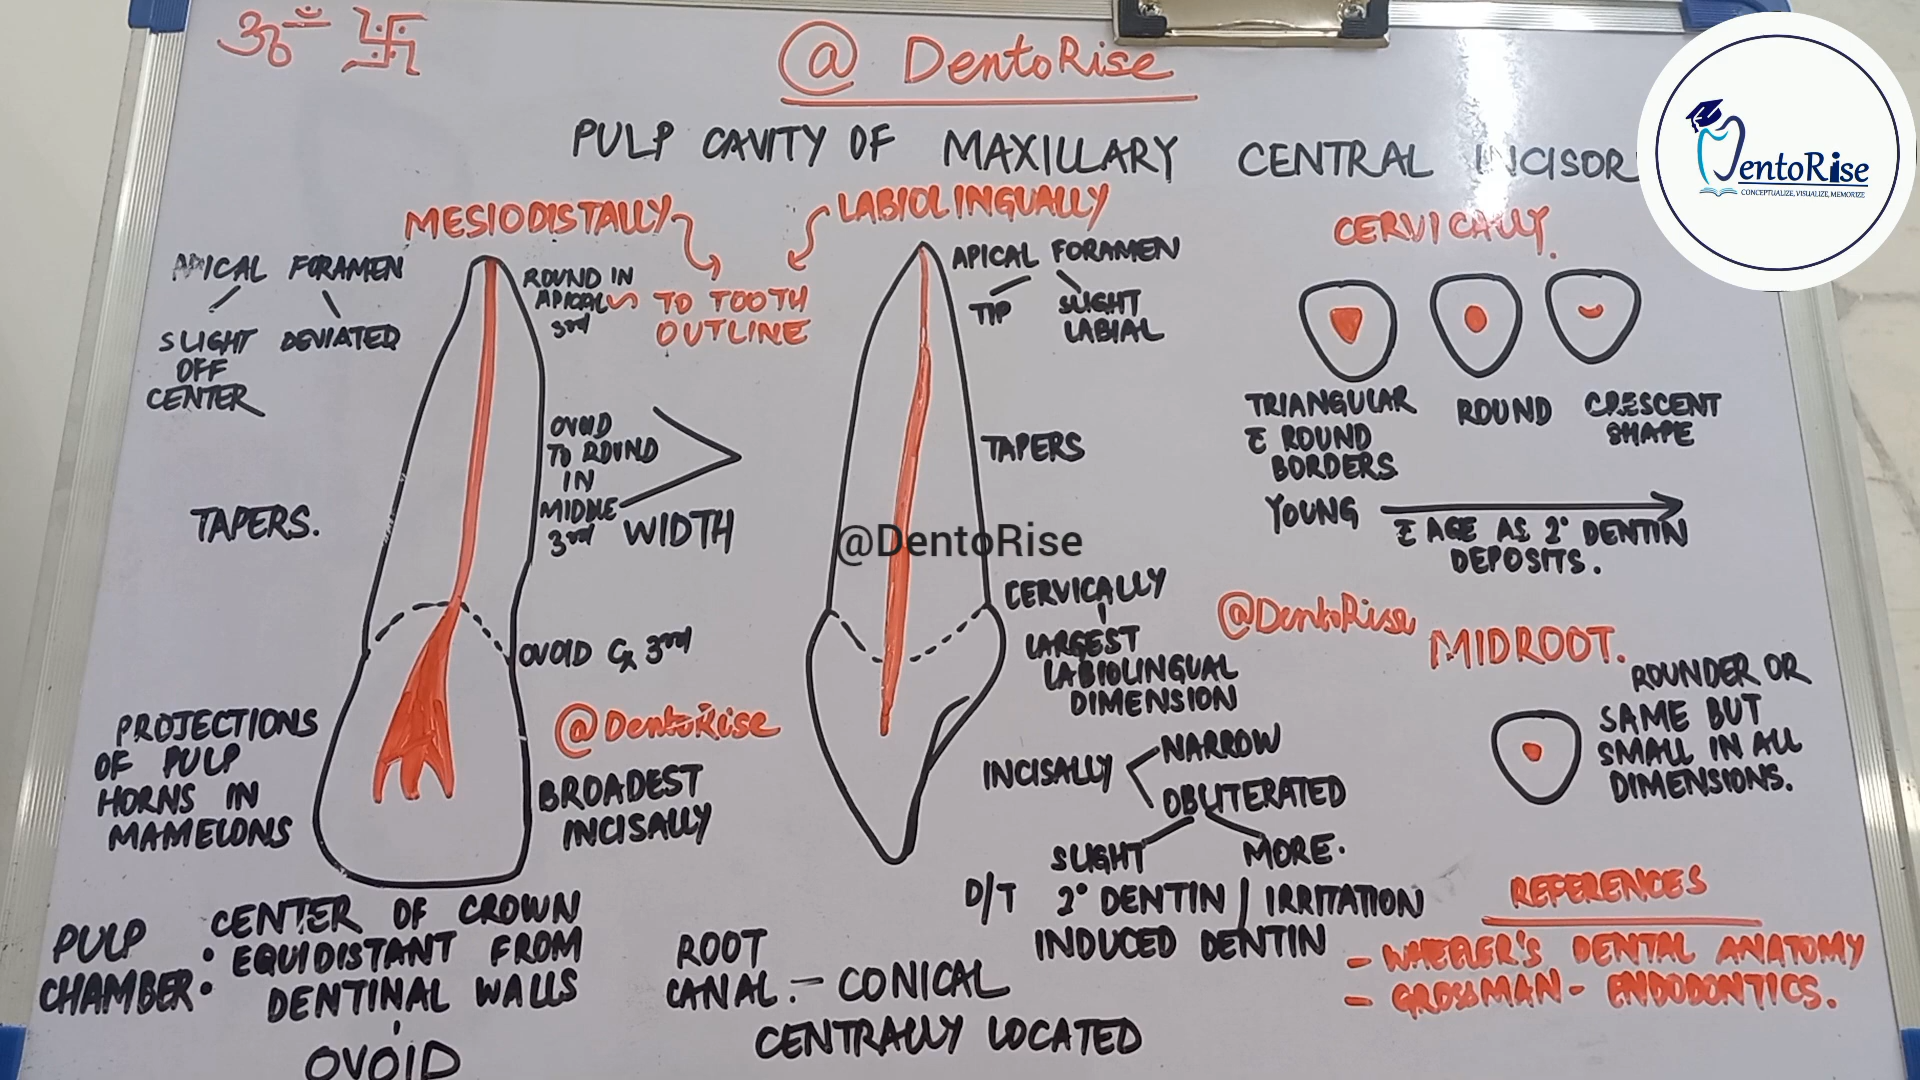 ॐ 卐
@ DentoRise
DentoRise
CONCEPTUALIZE, VISUALIZE, MEMORIZE
PULP CAVITY OF MAXILLARY CENTRAL INCISOR
MESIODISTALLY
LABIOLINGUALLY
TO TOOTH
OUTLINE
APICAL FORAMEN
SLIGHT
OFF
CENTER
DEVIATED
TAPERS.
PROJECTIONS
OF PULP
HORNS IN
MAMELONS
ROUND IN
APICAL
3rd
OVOID
TO ROUND
IN
MIDDLE
3rd
WIDTH
OVOID Cx 3rd
@DentoRise
BROADEST
INCISALLY
APICAL FORAMEN
TIP
SLIGHT
LABIAL
TAPERS
@DentoRise
CERVICALLY
LARGEST
LABIOLINGUAL
DIMENSION
INCISALLY
NARROW
OBLITERATED
SLIGHT MORE.
D/T 2° DENTIN / IRRITATION
INDUCED DENTIN
CERVICALLY.
TRIANGULAR
c̄ ROUND
BORDERS
ROUND
CRESCENT
SHAPE
YOUNG
c̄ AGE AS 2° DENTIN
DEPOSITS.
@DentoRise
MIDROOT.
ROUNDER OR
SAME BUT
SMALL IN ALL
DIMENSIONS.
PULP
CHAMBER :
CENTER OF CROWN
EQUIDISTANT FROM
DENTINAL WALLS
OVOID
ROOT
CANAL :- CONICAL
CENTRALLY LOCATED
REFERENCES
- WHEELER'S DENTAL ANATOMY
- GROSSMAN - ENDODONTICS.